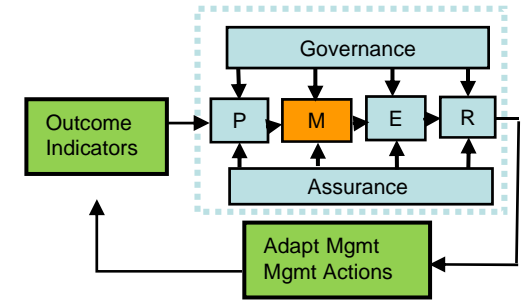 Governance
P M E R
Outcome
Indicators
Assurance
Adapt Mgmt
Mgmt Actions